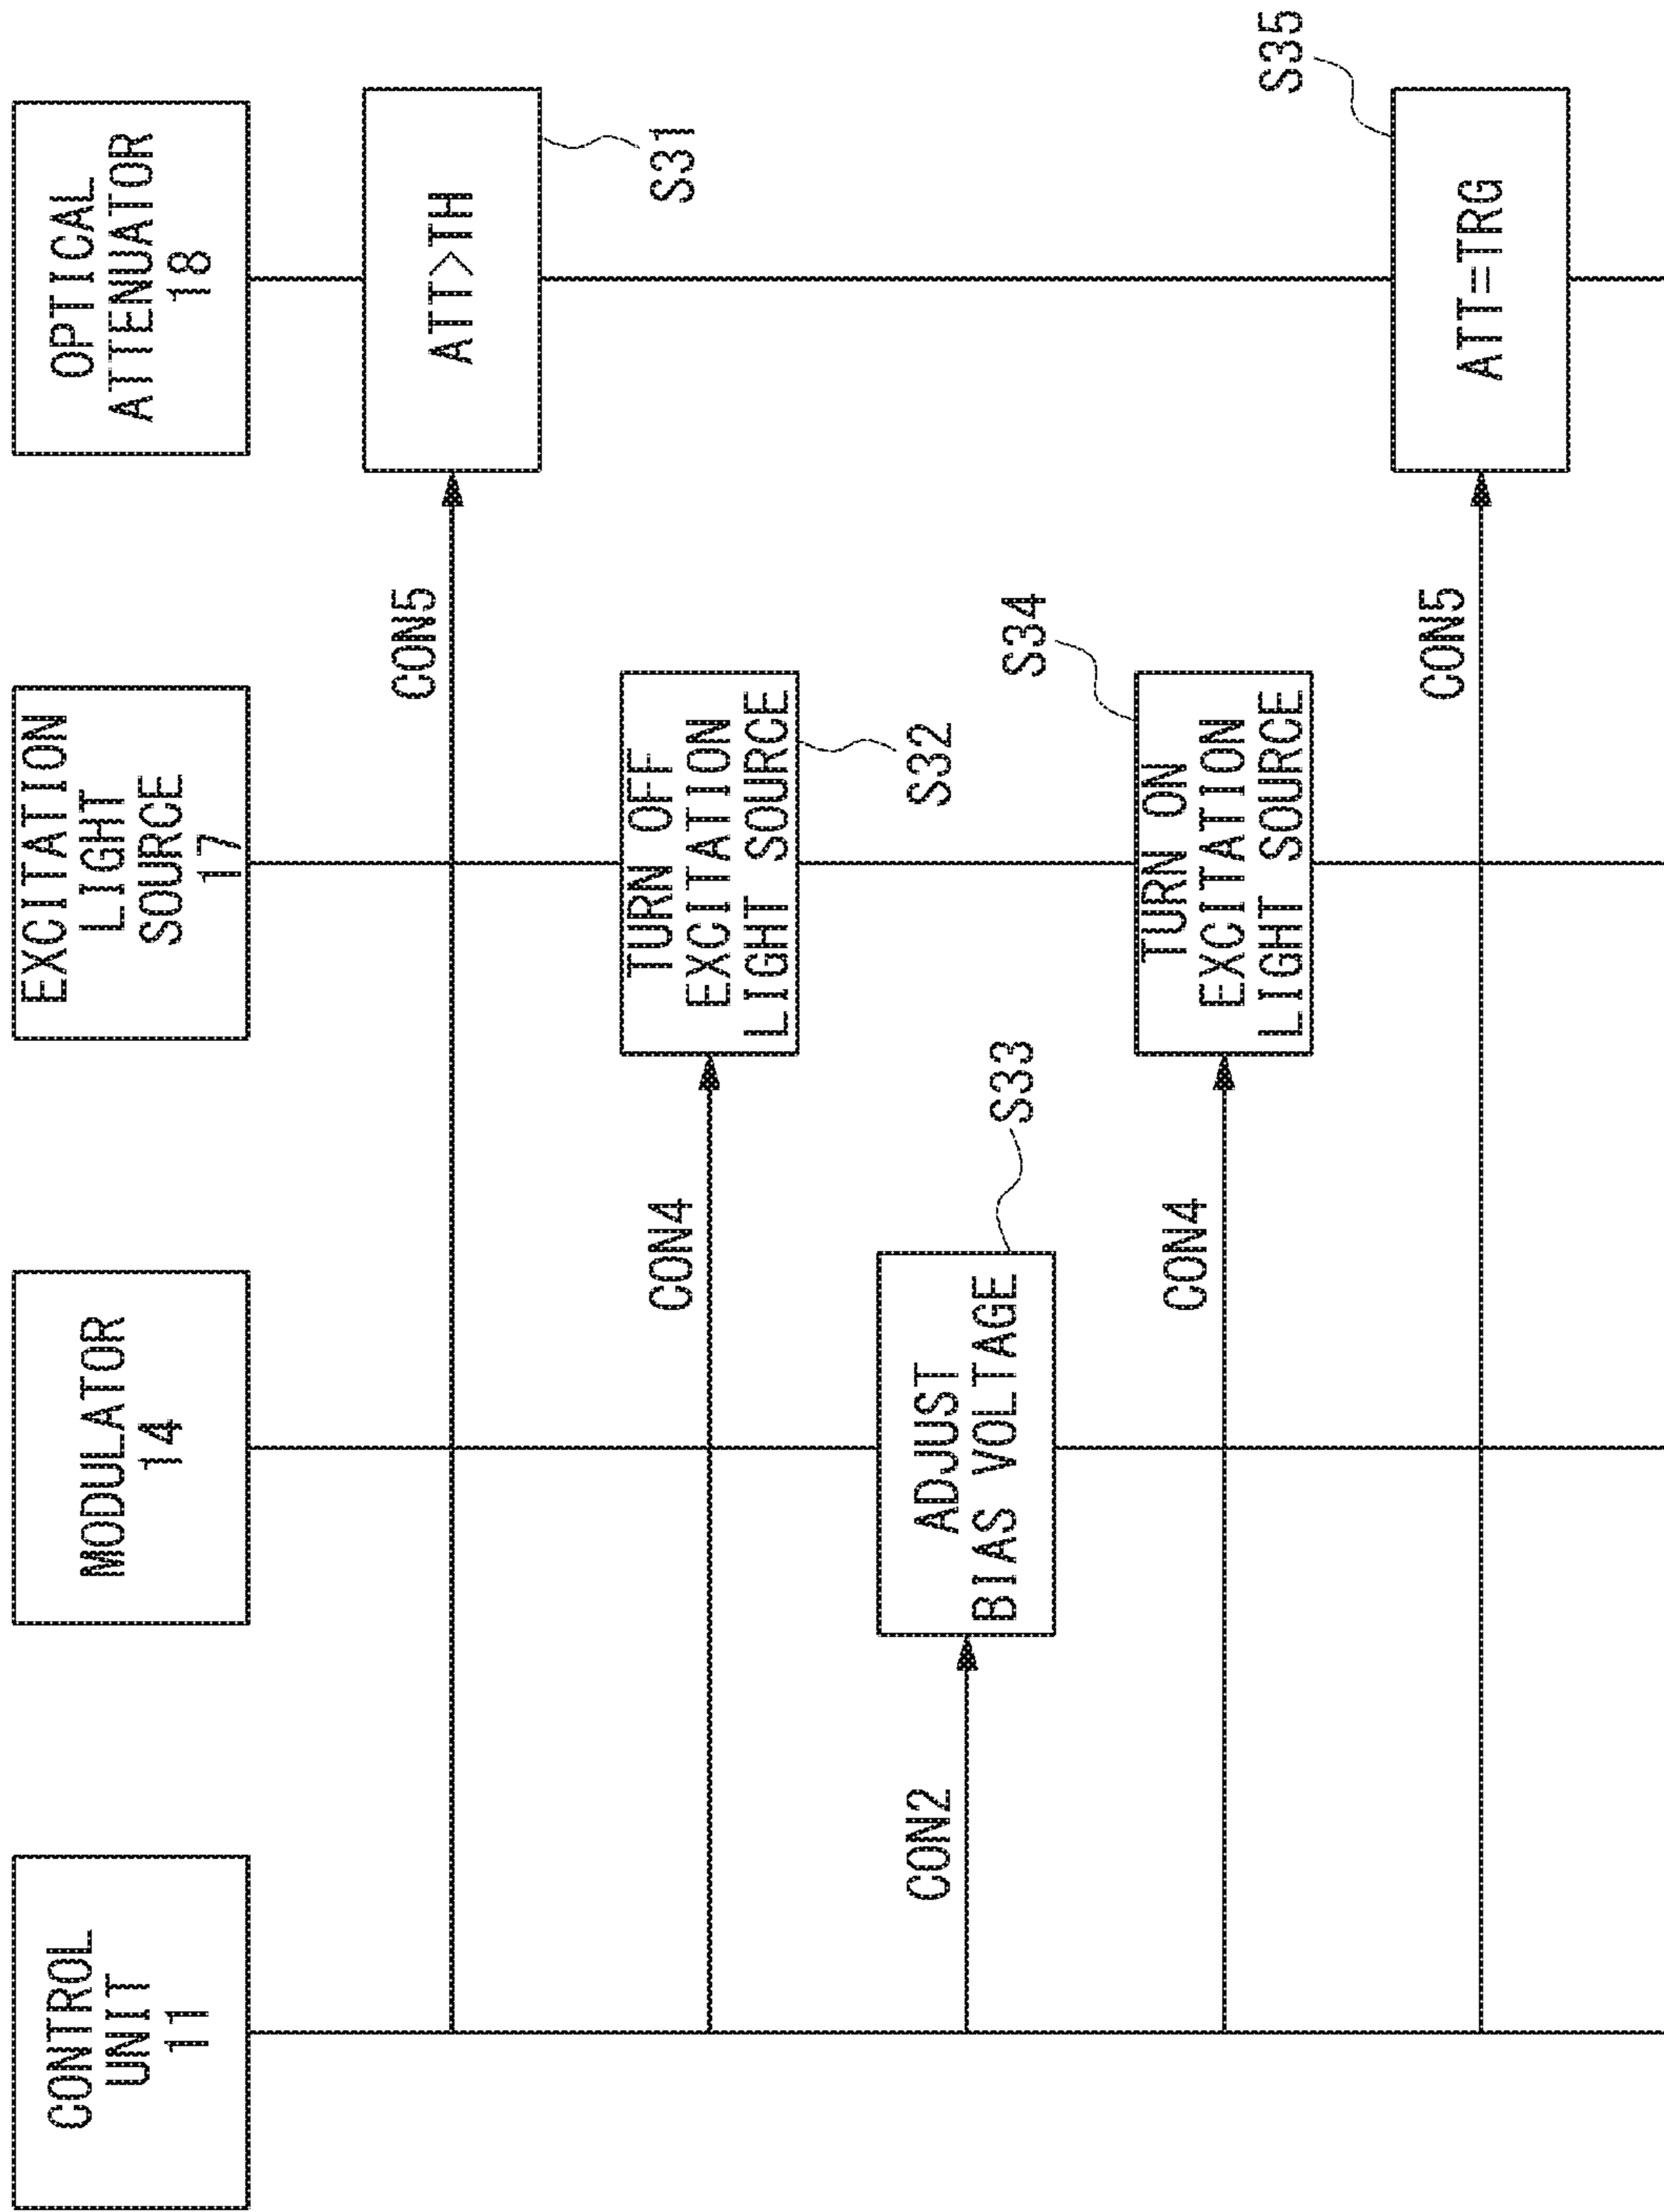 CONTROL
UNIT
11
MODULATOR
14
EXCITATION
LIGHT
SOURCE
17
OPTICAL
ATTENUATOR
18
CON5
ATT>TH
S31
CON4
TURN OFF
EXCITATION
LIGHT SOURCE
S32
CON2
ADJUST
BIAS VOLTAGE
S33
CON4
TURN ON
EXCITATION
LIGHT SOURCE
S34
CON5
ATT=TRG
S35